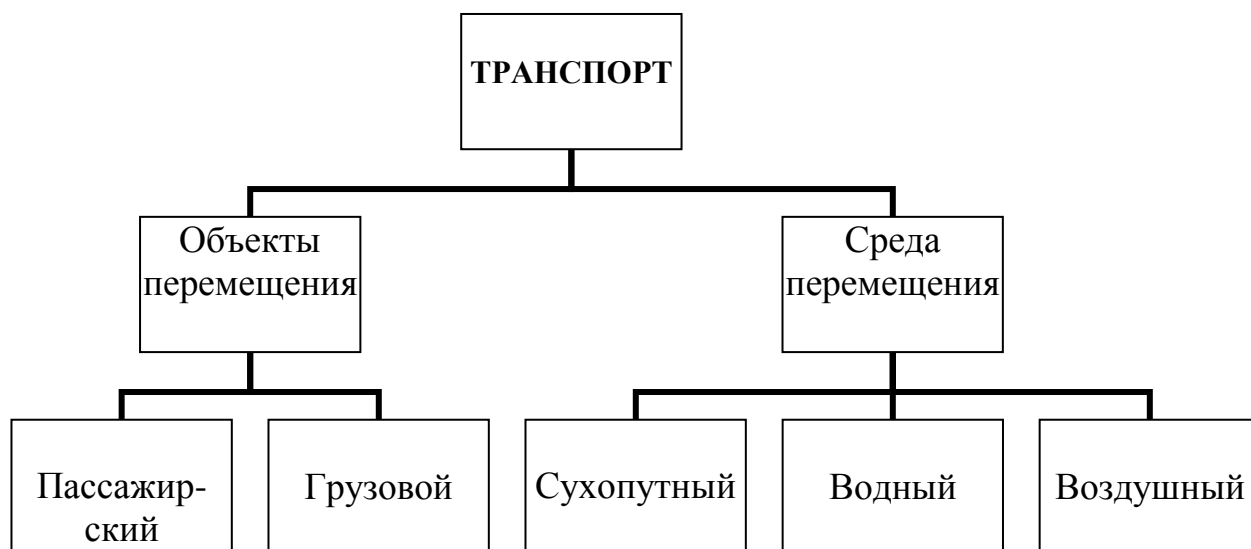 ТРАНСПОРТ
Объекты
перемещения
Среда
перемещения
Пассажир-
ский
Грузовой
Сухопутный
Водный
Воздушный